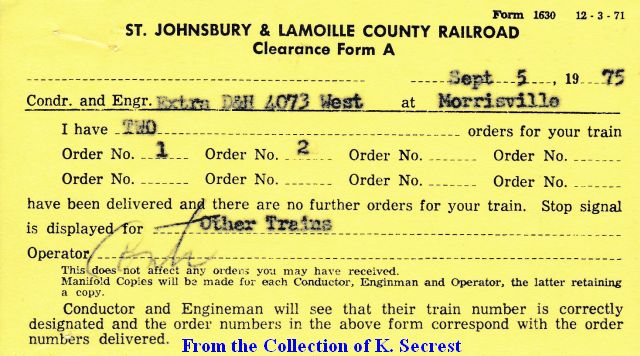 Form 1630 12-3-71
ST. JOHNSBURY & LAMOILLE COUNTY RAILROAD
Clearance Form A
Sept 5, 1975
Condr. and Engr. Extra D&H 4073 West at Morrisville
I have TWO orders for your train
Order No. 1 Order No. 2 Order No. Order No.
Order No. Order No. Order No. Order No.
have been delivered and there are no further orders for your train. Stop signal
is displayed for Other Trains
Operator
This does not affect any orders you may have received.
Manifold Copies will be made for each Conductor, Enginman and Operator, the latter retaining
a copy.
Conductor and Engineman will see that their train number is correctly
designated and the order numbers in the above form correspond with the order
numbers delivered.
From the Collection of K. Secrest